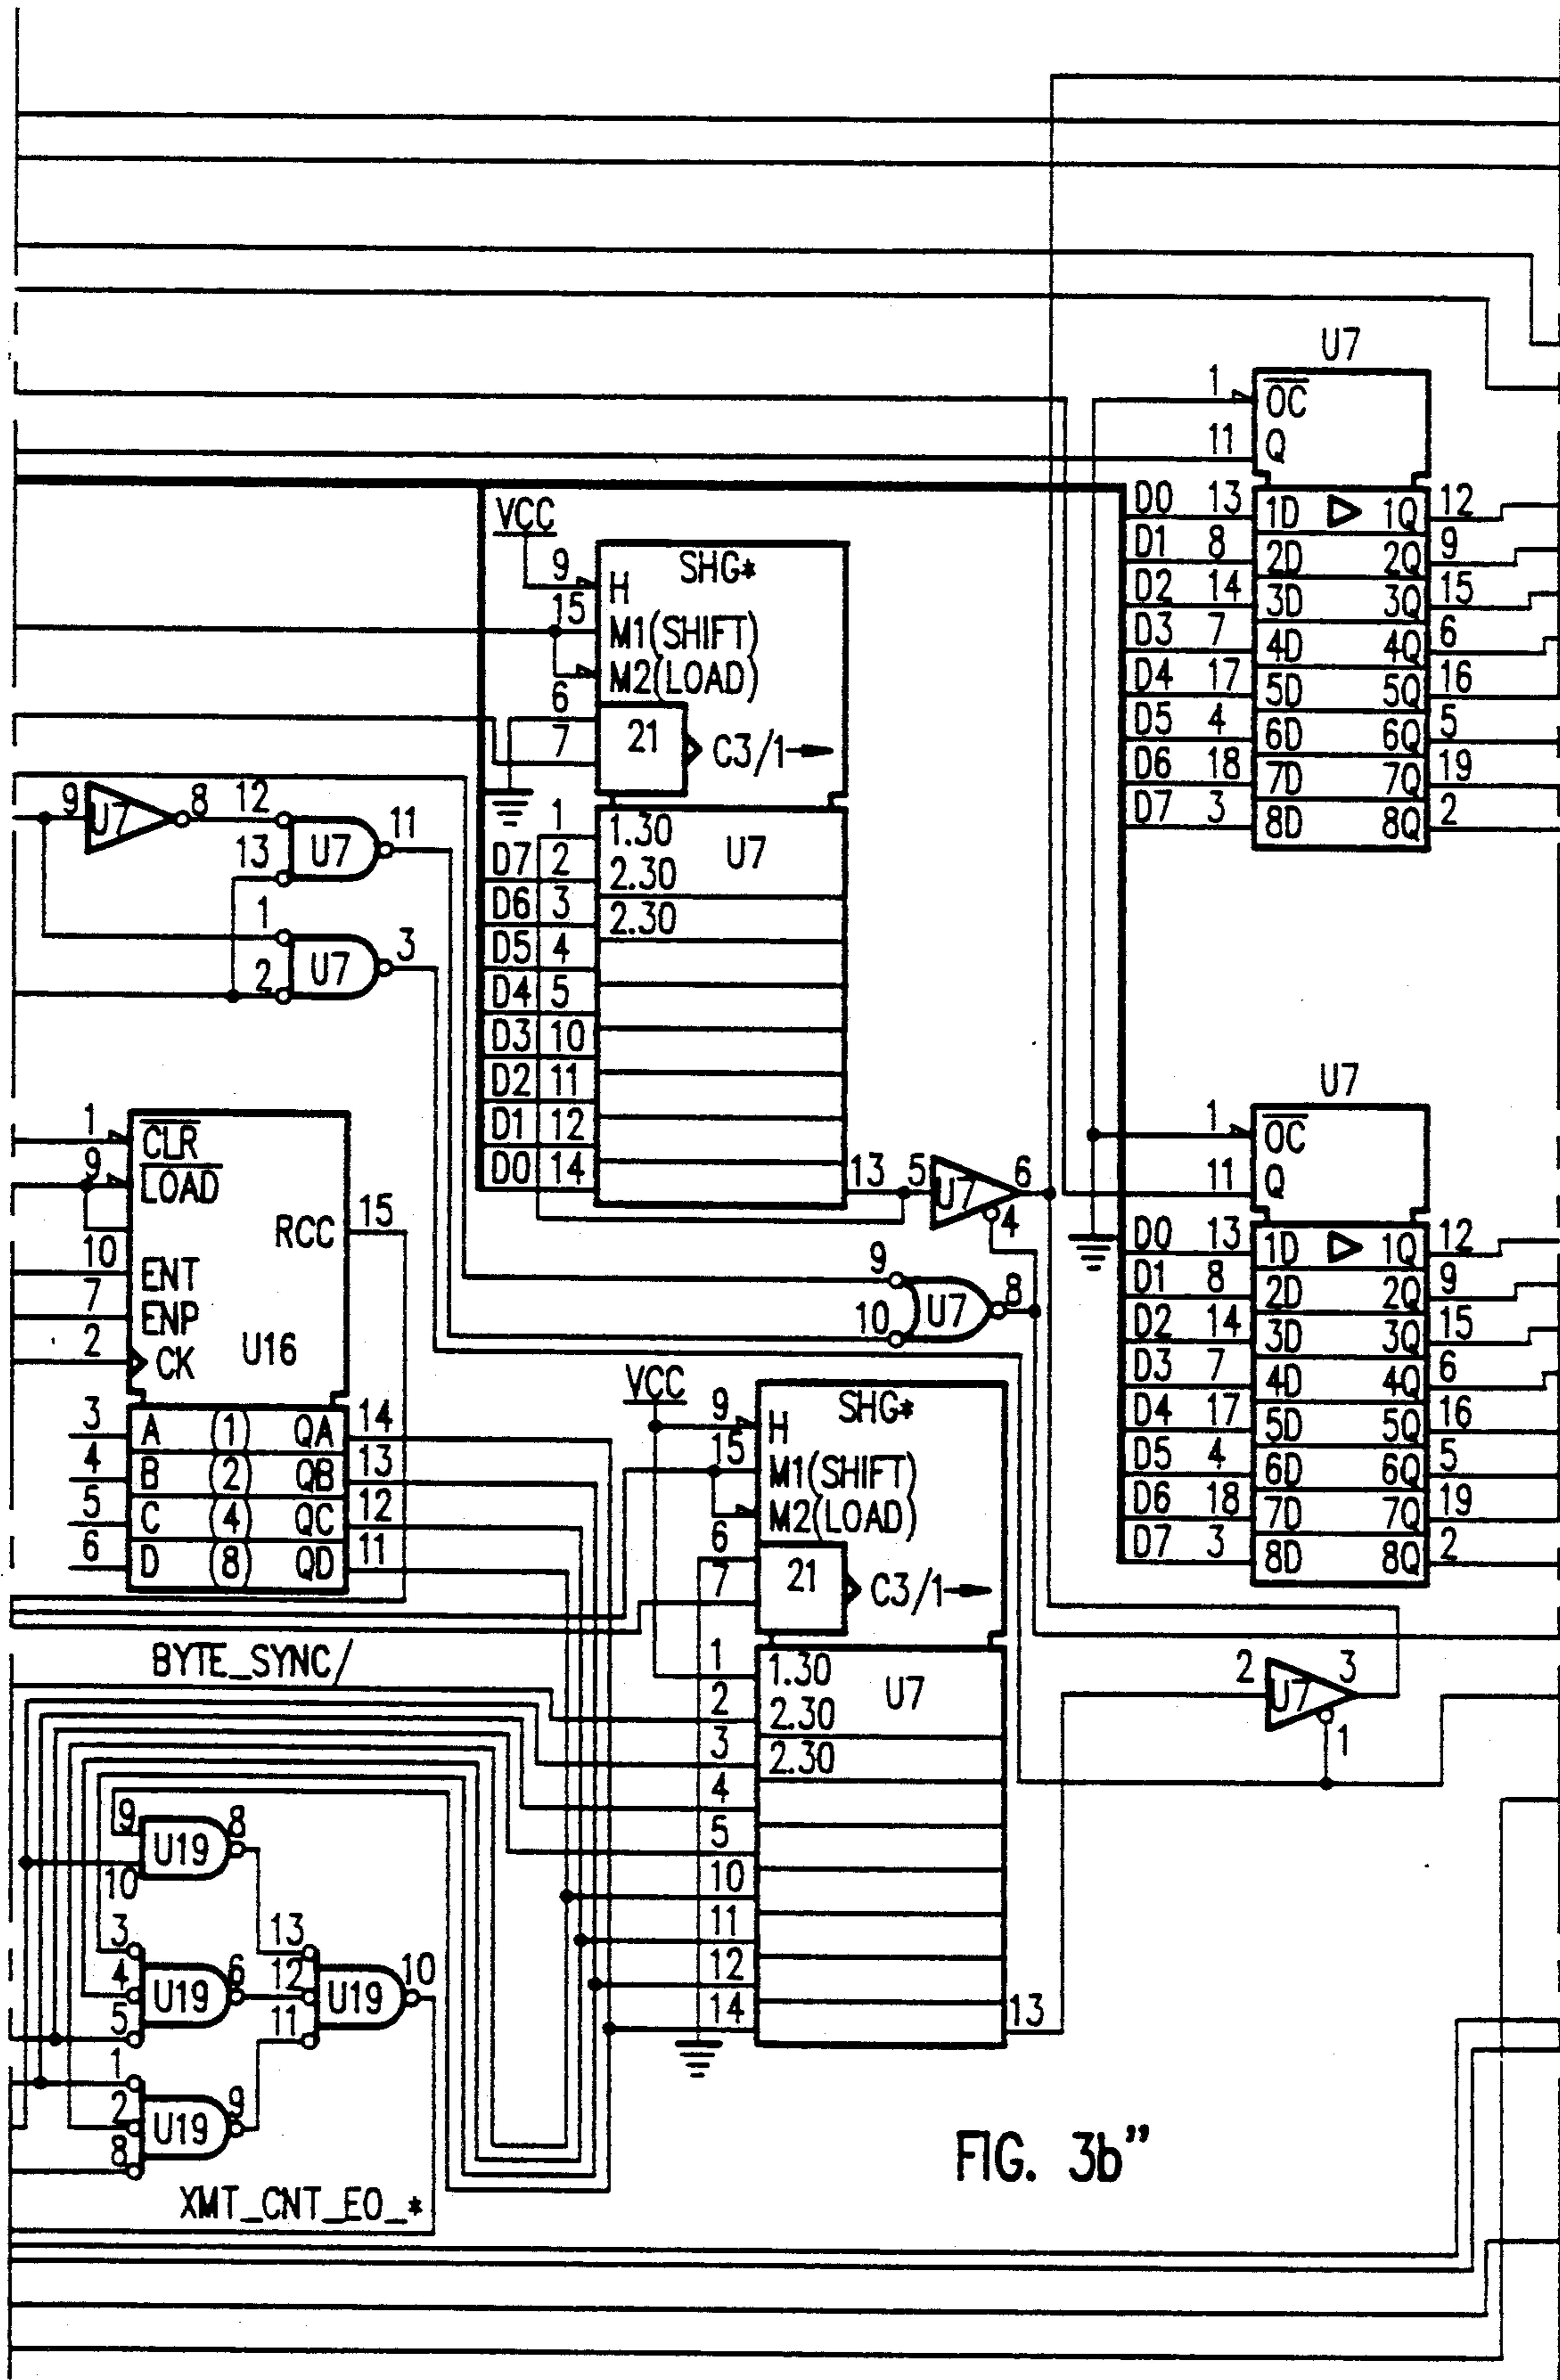 U7
1 OC
11 Q
D0 13 1D 1Q 12
D1 8 2D 2Q 9
D2 14 3D 3Q 15
D3 7 4D 4Q 6
D4 17 5D 5Q 16
D5 4 6D 6Q 5
D6 18 7D 7Q 19
D7 3 8D 8Q 2
VCC
SHG*
9 H
15 M1(SHIFT)
M2(LOAD)
6
7 21 C3/1
1 1.30 U7
D7 2 2.30
D6 3 2.30
D5 4
D4 5
D3 10
D2 11
D1 12
D0 14
13 5 U7 6
4
9 U7 8 12
13 U7 11
1
2 U7 3
1 CLR
9 LOAD
RCC 15
10 ENT
7 ENP
2 CK U16
3 A (1) QA 14
4 B (2) QB 13
5 C (4) QC 12
6 D (8) QD 11
9
10 U7 8
U7
1 OC
11 Q
D0 13 1D 1Q 12
D1 8 2D 2Q 9
D2 14 3D 3Q 15
D3 7 4D 4Q 6
D4 17 5D 5Q 16
D5 4 6D 6Q 5
D6 18 7D 7Q 19
D7 3 8D 8Q 2
VCC
SHG*
9 H
15 M1(SHIFT)
M2(LOAD)
6
7 21 C3/1
1 1.30 U7
2 2.30
3 2.30
4
5
10
11
12
14
13
2 U7 3
1
BYTE_SYNC/
9
10 U19 8
3
4 U19 6
5
13
12 U19 10
11
1
2 U19 9
8
XMT_CNT_EO_*
FIG. 3b”